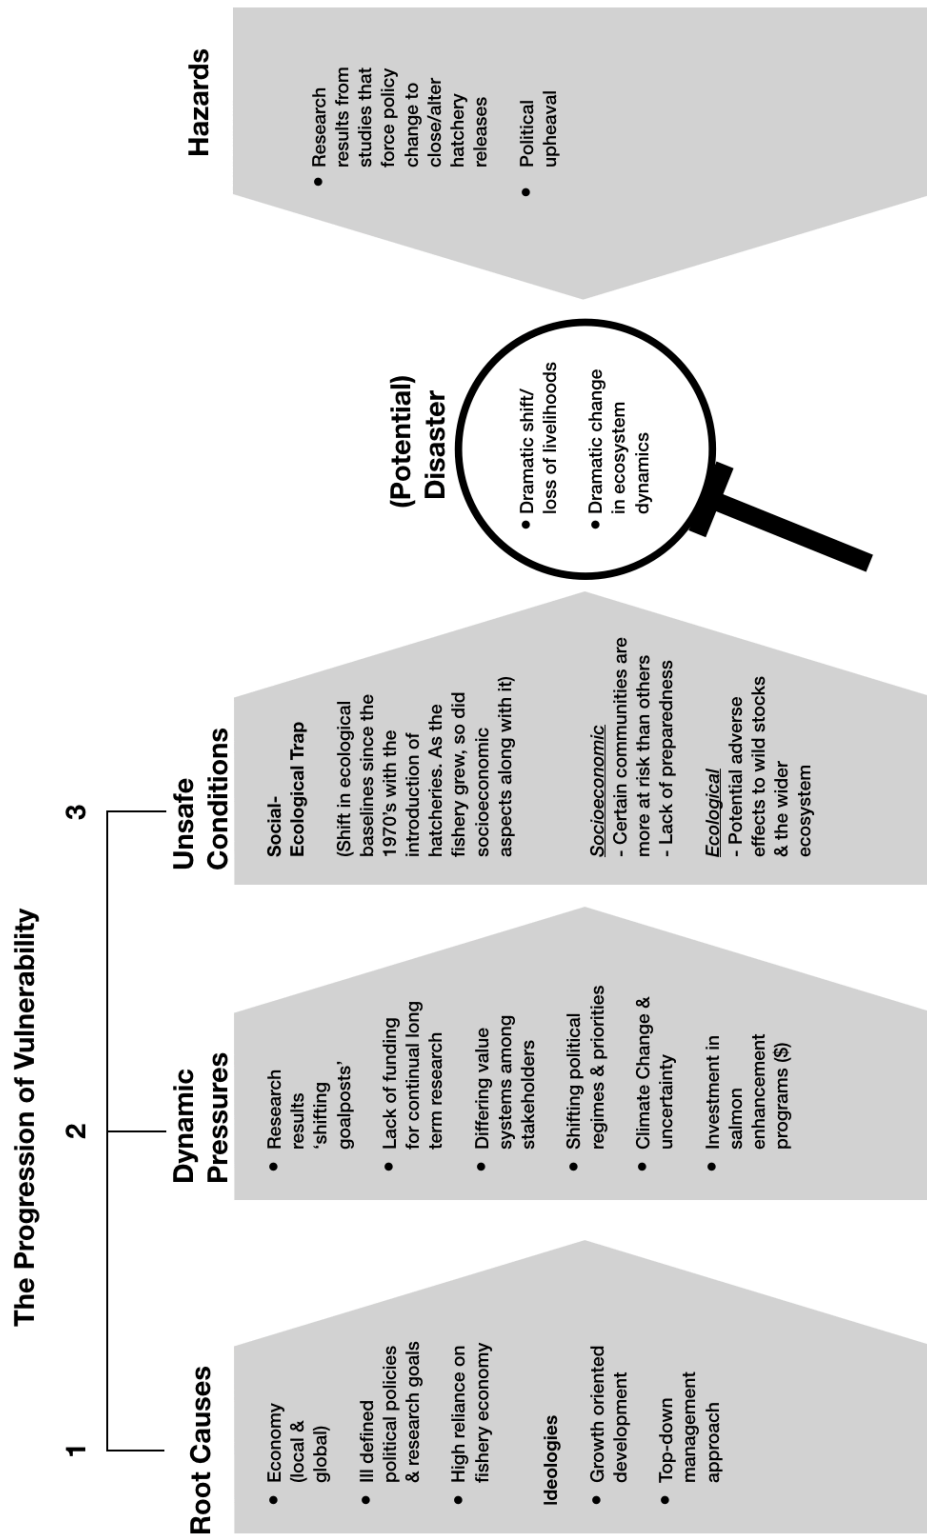 The Progression of Vulnerability
1
2
3
Root Causes
• Economy
(local &
global)
• Ill defined
political policies
& research goals
• High reliance on
fishery economy
Ideologies
• Growth oriented
development
• Top-down
management
approach
Dynamic
Pressures
• Research
results
‘shifting
goalposts’
• Lack of funding
for continual long
term research
• Differing value
systems among
stakeholders
• Shifting political
regimes & priorities
• Climate Change &
uncertainty
• Investment in
salmon
enhancement
programs ($)
Unsafe
Conditions
Social-
Ecological Trap
(Shift in ecological
baselines since the
1970’s with the
introduction of
hatcheries. As the
fishery grew, so did
socioeconomic
aspects along with it)
Socioeconomic
- Certain communities are
more at risk than others
- Lack of preparedness
Ecological
- Potential adverse
effects to wild stocks
& the wider
ecosystem
(Potential)
Disaster
• Dramatic shift/
loss of livelihoods
• Dramatic change
in ecosystem
dynamics
Hazards
• Research
results from
studies that
force policy
change to
close/alter
hatchery
releases
• Political
upheaval